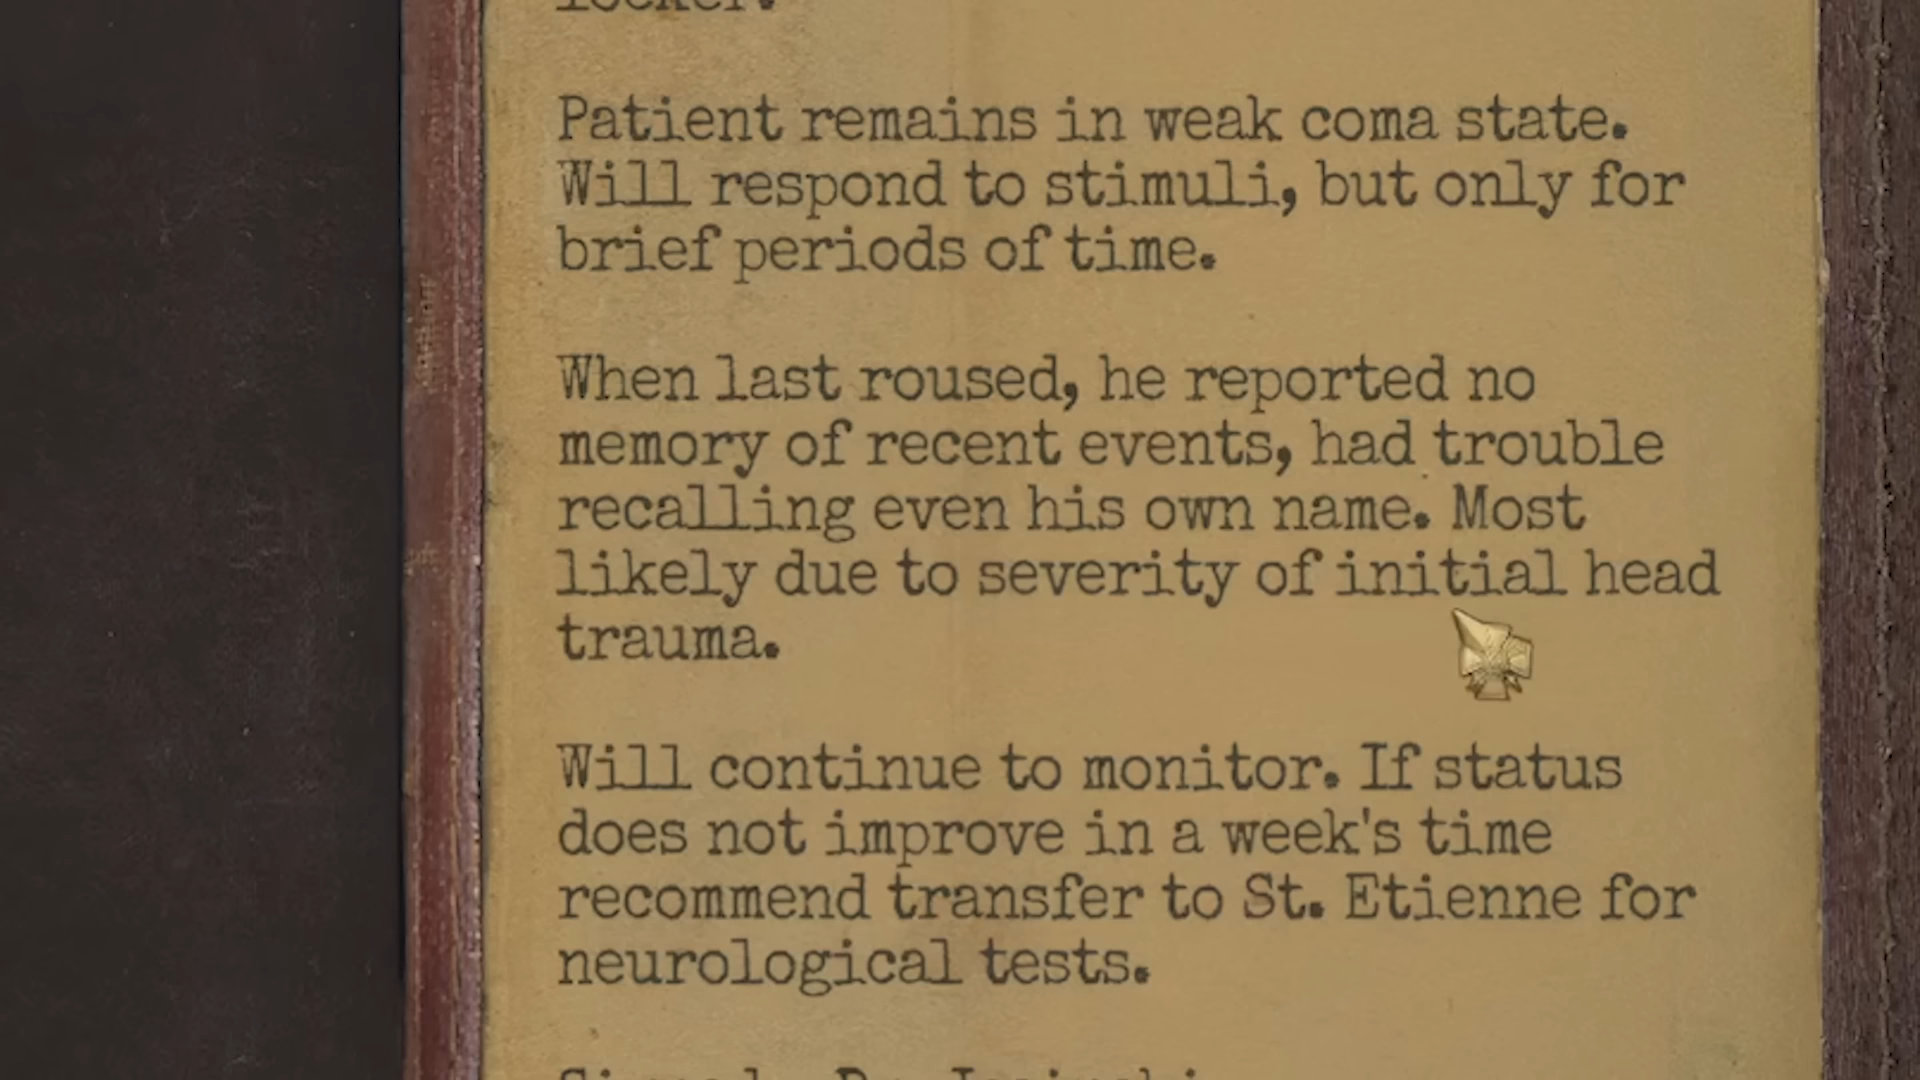 locker.
Patient remains in weak coma state.
Will respond to stimuli, but only for
brief periods of time.
When last roused, he reported no
memory of recent events, had trouble
recalling even his own name. Most
likely due to severity of initial head
trauma.
Will continue to monitor. If status
does not improve in a week's time
recommend transfer to St. Etienne for
neurological tests.